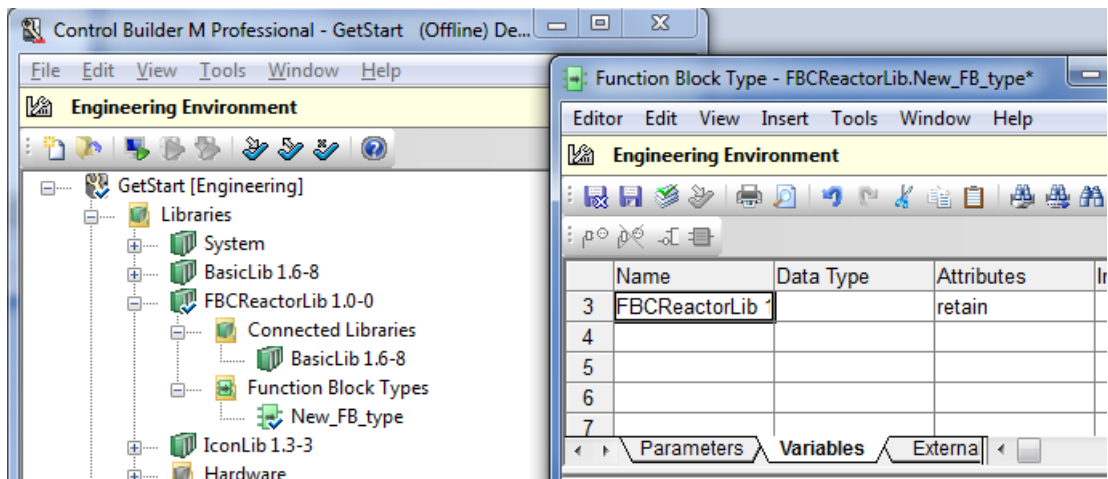 Control Builder M Professional - GetStart (Offline) De...
File Edit View Tools Window Help
Engineering Environment
GetStart [Engineering]
Libraries
System
BasicLib 1.6-8
FBCReactorLib 1.0-0
Connected Libraries
BasicLib 1.6-8
Function Block Types
New_FB_type
IconLib 1.3-3
Hardware
Function Block Type - FBCReactorLib.New_FB_type*
Editor Edit View Insert Tools Window Help
Engineering Environment
Name Data Type Attributes
3 FBCReactorLib 1 retain
4
5
6
7
Parameters Variables Externa